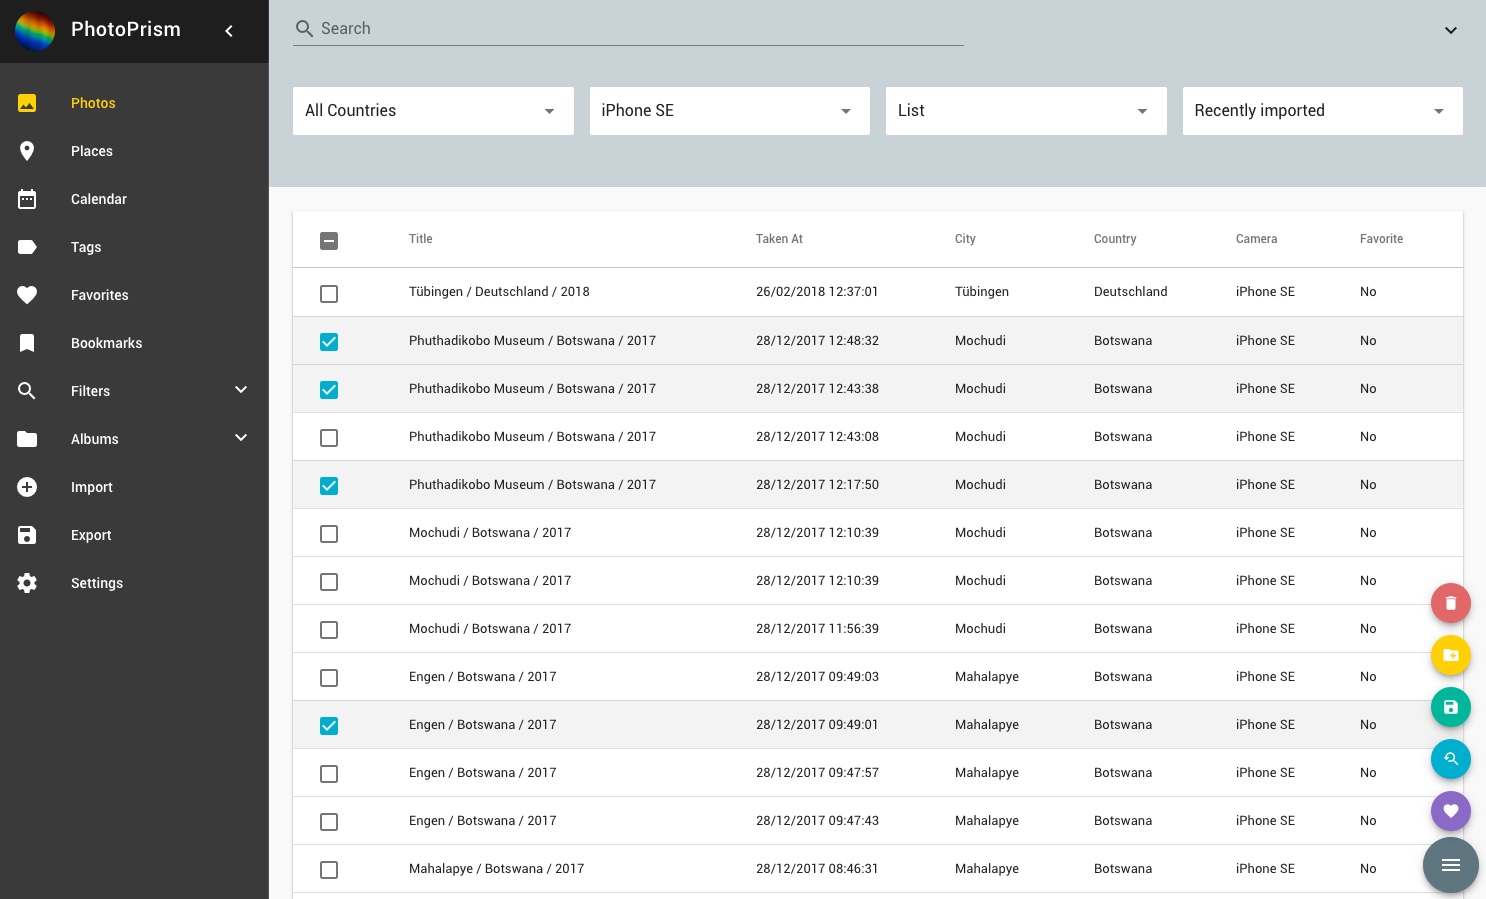 PhotoPrism
Photos
Places
Calendar
Tags
Favorites
Bookmarks
Filters
Albums
Import
Export
Settings
Search
All Countries
iPhone SE
List
Recently imported
Title Taken At City Country Camera Favorite
Tübingen / Deutschland / 2018 26/02/2018 12:37:01 Tübingen Deutschland iPhone SE No
Phuthadikobo Museum / Botswana / 2017 28/12/2017 12:48:32 Mochudi Botswana iPhone SE No
Phuthadikobo Museum / Botswana / 2017 28/12/2017 12:43:38 Mochudi Botswana iPhone SE No
Phuthadikobo Museum / Botswana / 2017 28/12/2017 12:43:08 Mochudi Botswana iPhone SE No
Phuthadikobo Museum / Botswana / 2017 28/12/2017 12:17:50 Mochudi Botswana iPhone SE No
Mochudi / Botswana / 2017 28/12/2017 12:10:39 Mochudi Botswana iPhone SE No
Mochudi / Botswana / 2017 28/12/2017 12:10:39 Mochudi Botswana iPhone SE No
Mochudi / Botswana / 2017 28/12/2017 11:56:39 Mochudi Botswana iPhone SE No
Engen / Botswana / 2017 28/12/2017 09:49:03 Mahalapye Botswana iPhone SE No
Engen / Botswana / 2017 28/12/2017 09:49:01 Mahalapye Botswana iPhone SE No
Engen / Botswana / 2017 28/12/2017 09:47:57 Mahalapye Botswana iPhone SE No
Engen / Botswana / 2017 28/12/2017 09:47:43 Mahalapye Botswana iPhone SE No
Mahalapye / Botswana / 2017 28/12/2017 08:46:31 Mahalapye Botswana iPhone SE No